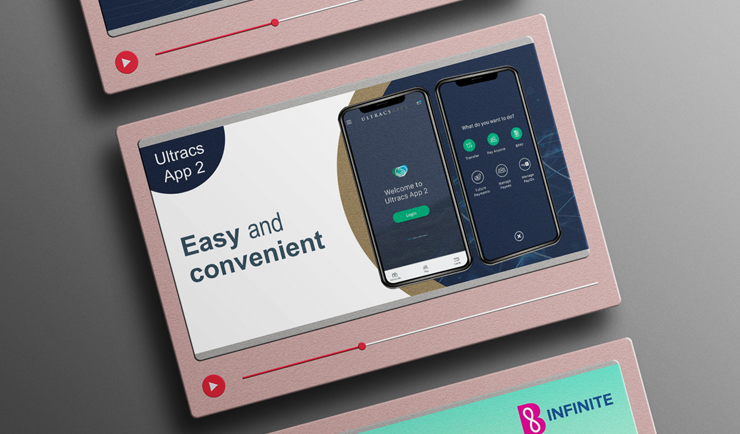 Ultracs
App 2
Easy and
convenient
ULTRACS
Welcome to
Ultracs App 2
Login
What do you want to do?
Transfer
Pay Anyone
BPAY
Future
Payments
Manage
Payees
Manage
PayID
INFINITE